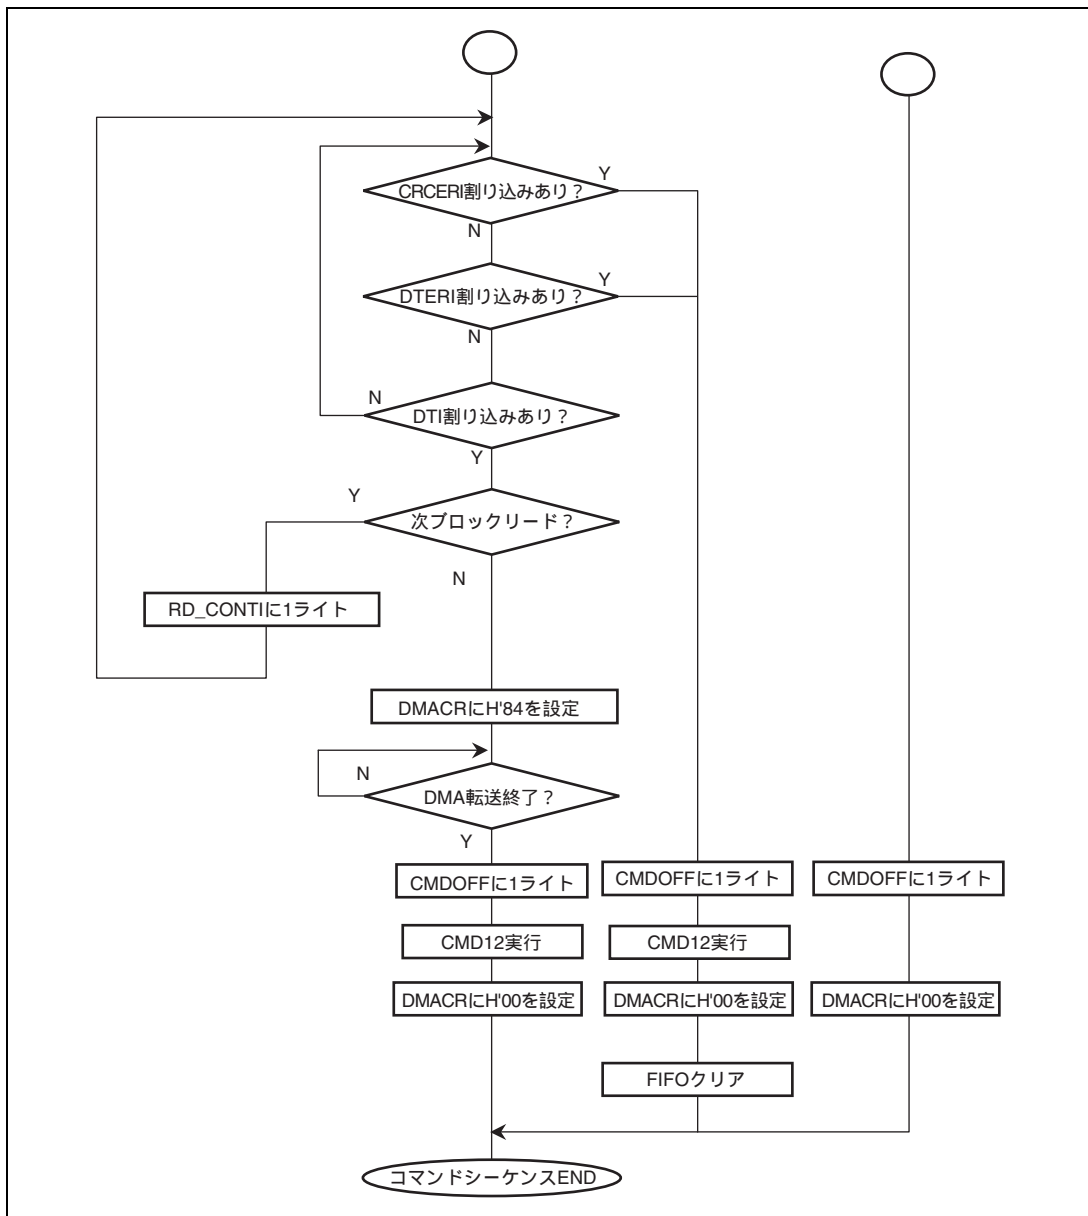 CRCERI割り込みあり？
Y
N
DTERI割り込みあり？
Y
N
DTI割り込みあり？
N
Y
次ブロックリード？
Y
N
RD_CONTIに1ライト
DMACRにH'84を設定
DMA転送終了？
N
Y
CMDOFFに1ライト
CMDOFFに1ライト
CMDOFFに1ライト
CMD12実行
CMD12実行
DMACRにH'00を設定
DMACRにH'00を設定
DMACRにH'00を設定
FIFOクリア
コマンドシーケンスEND